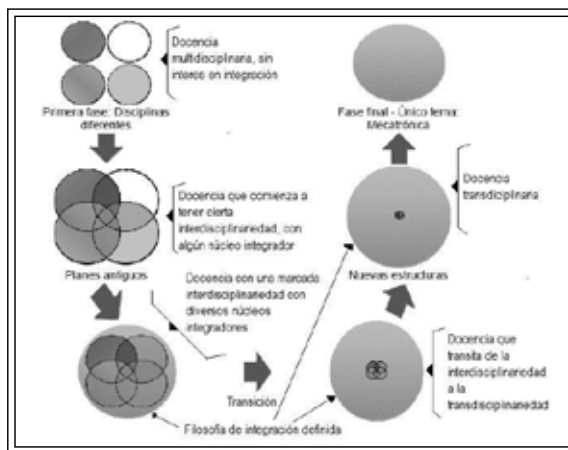 Docencia
multidisciplinaria, sin
interes en integración
Primera fase: Disciplinas
diferentes
Docencia que comienza a
tener cierta
interdisciplinariedad, con
algún núcleo integrador
Planes antiguos
Docencia con una marcada
interdisciplinariedad con
diversos núcleos
integradores
Transición
Filosofía de integración definida
Docencia que
transita de la
interdisciplinariedad
a la
transdisciplinariedad
Nuevas estructuras
Docencia
transdiciplinaria
Fase final - Único tema:
Mecatrónica